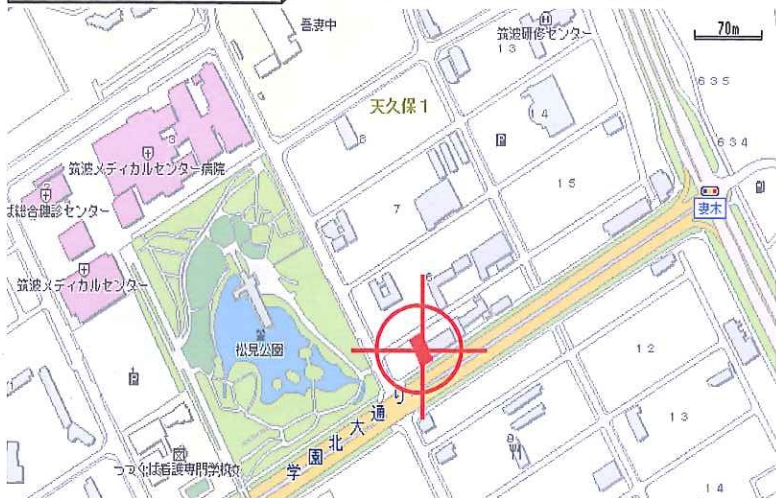 吾妻中
筑波研修センター
13
70m
635
天久保1
3
8
14
634
筑波メディカルセンター病院
15
妻木
7
2
ば総合健診センター
6
筑波メディカルセンター
松見公園
12
学園北大通り
13
つくば看護専門学校
14